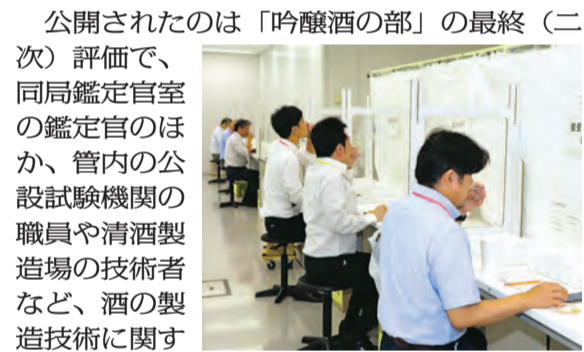 公開されたのは「吟醸酒の部」の最終（二
次）評価で、
同局鑑定官室
の鑑定官のほ
か、管内の公
設試験機関の
職員や清酒製
造場の技術者
など、酒の製
造技術に関す